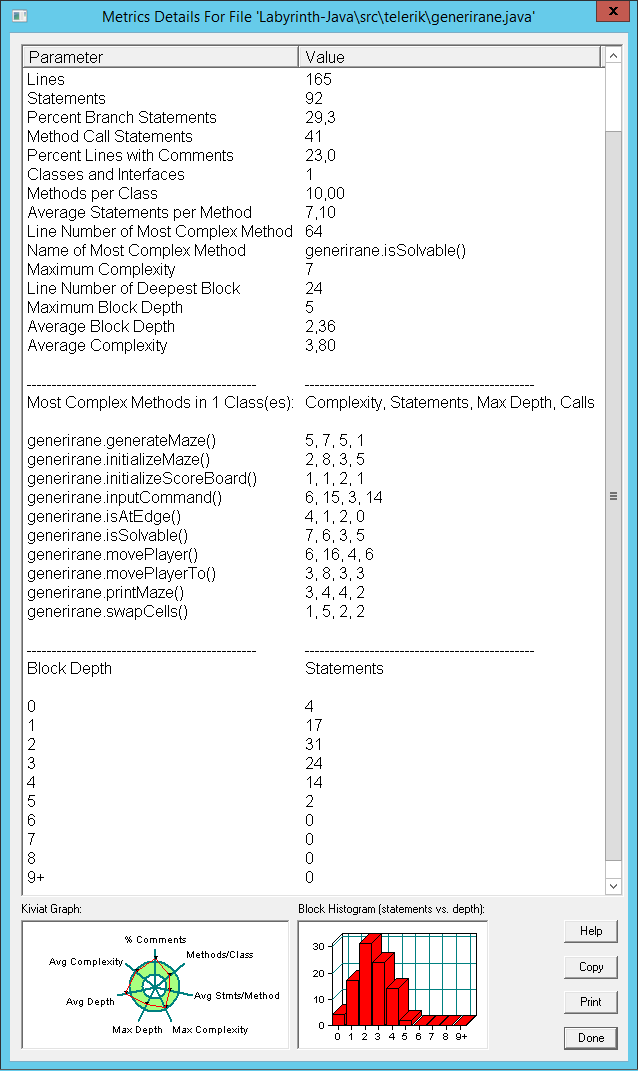 Metrics Details For File 'Labyrinth-Java\src\telerik\generirane.java'
x
Parameter Value
Lines 165
Statements 92
Percent Branch Statements 29,3
Method Call Statements 41
Percent Lines with Comments 23,0
Classes and Interfaces 1
Methods per Class 10,00
Average Statements per Method 7,10
Line Number of Most Complex Method 64
Name of Most Complex Method generirane.isSolvable()
Maximum Complexity 7
Line Number of Deepest Block 24
Maximum Block Depth 5
Average Block Depth 2,36
Average Complexity 3,80
---------------------------------------------- ----------------------------------------------
Most Complex Methods in 1 Class(es): Complexity, Statements, Max Depth, Calls
generirane.generateMaze() 5, 7, 5, 1
generirane.initializeMaze() 2, 8, 3, 5
generirane.initializeScoreBoard() 1, 1, 2, 1
generirane.inputCommand() 6, 15, 3, 14
generirane.isAtEdge() 4, 1, 2, 0
generirane.isSolvable() 7, 6, 3, 5
generirane.movePlayer() 6, 16, 4, 6
generirane.movePlayerTo() 3, 8, 3, 3
generirane.printMaze() 3, 4, 4, 2
generirane.swapCells() 1, 5, 2, 2
---------------------------------------------- ----------------------------------------------
Block Depth Statements
0 4
1 17
2 31
3 24
4 14
5 2
6 0
7 0
8 0
9+ 0
Kiviat Graph:
% Comments
Methods/Class
Avg Complexity
Avg Stmts/Method
Avg Depth
Max Depth
Max Complexity
Block Histogram (statements vs. depth):
30
20
10
0
0 1 2 3 4 5 6 7 8 9+
Help
Copy
Print
Done